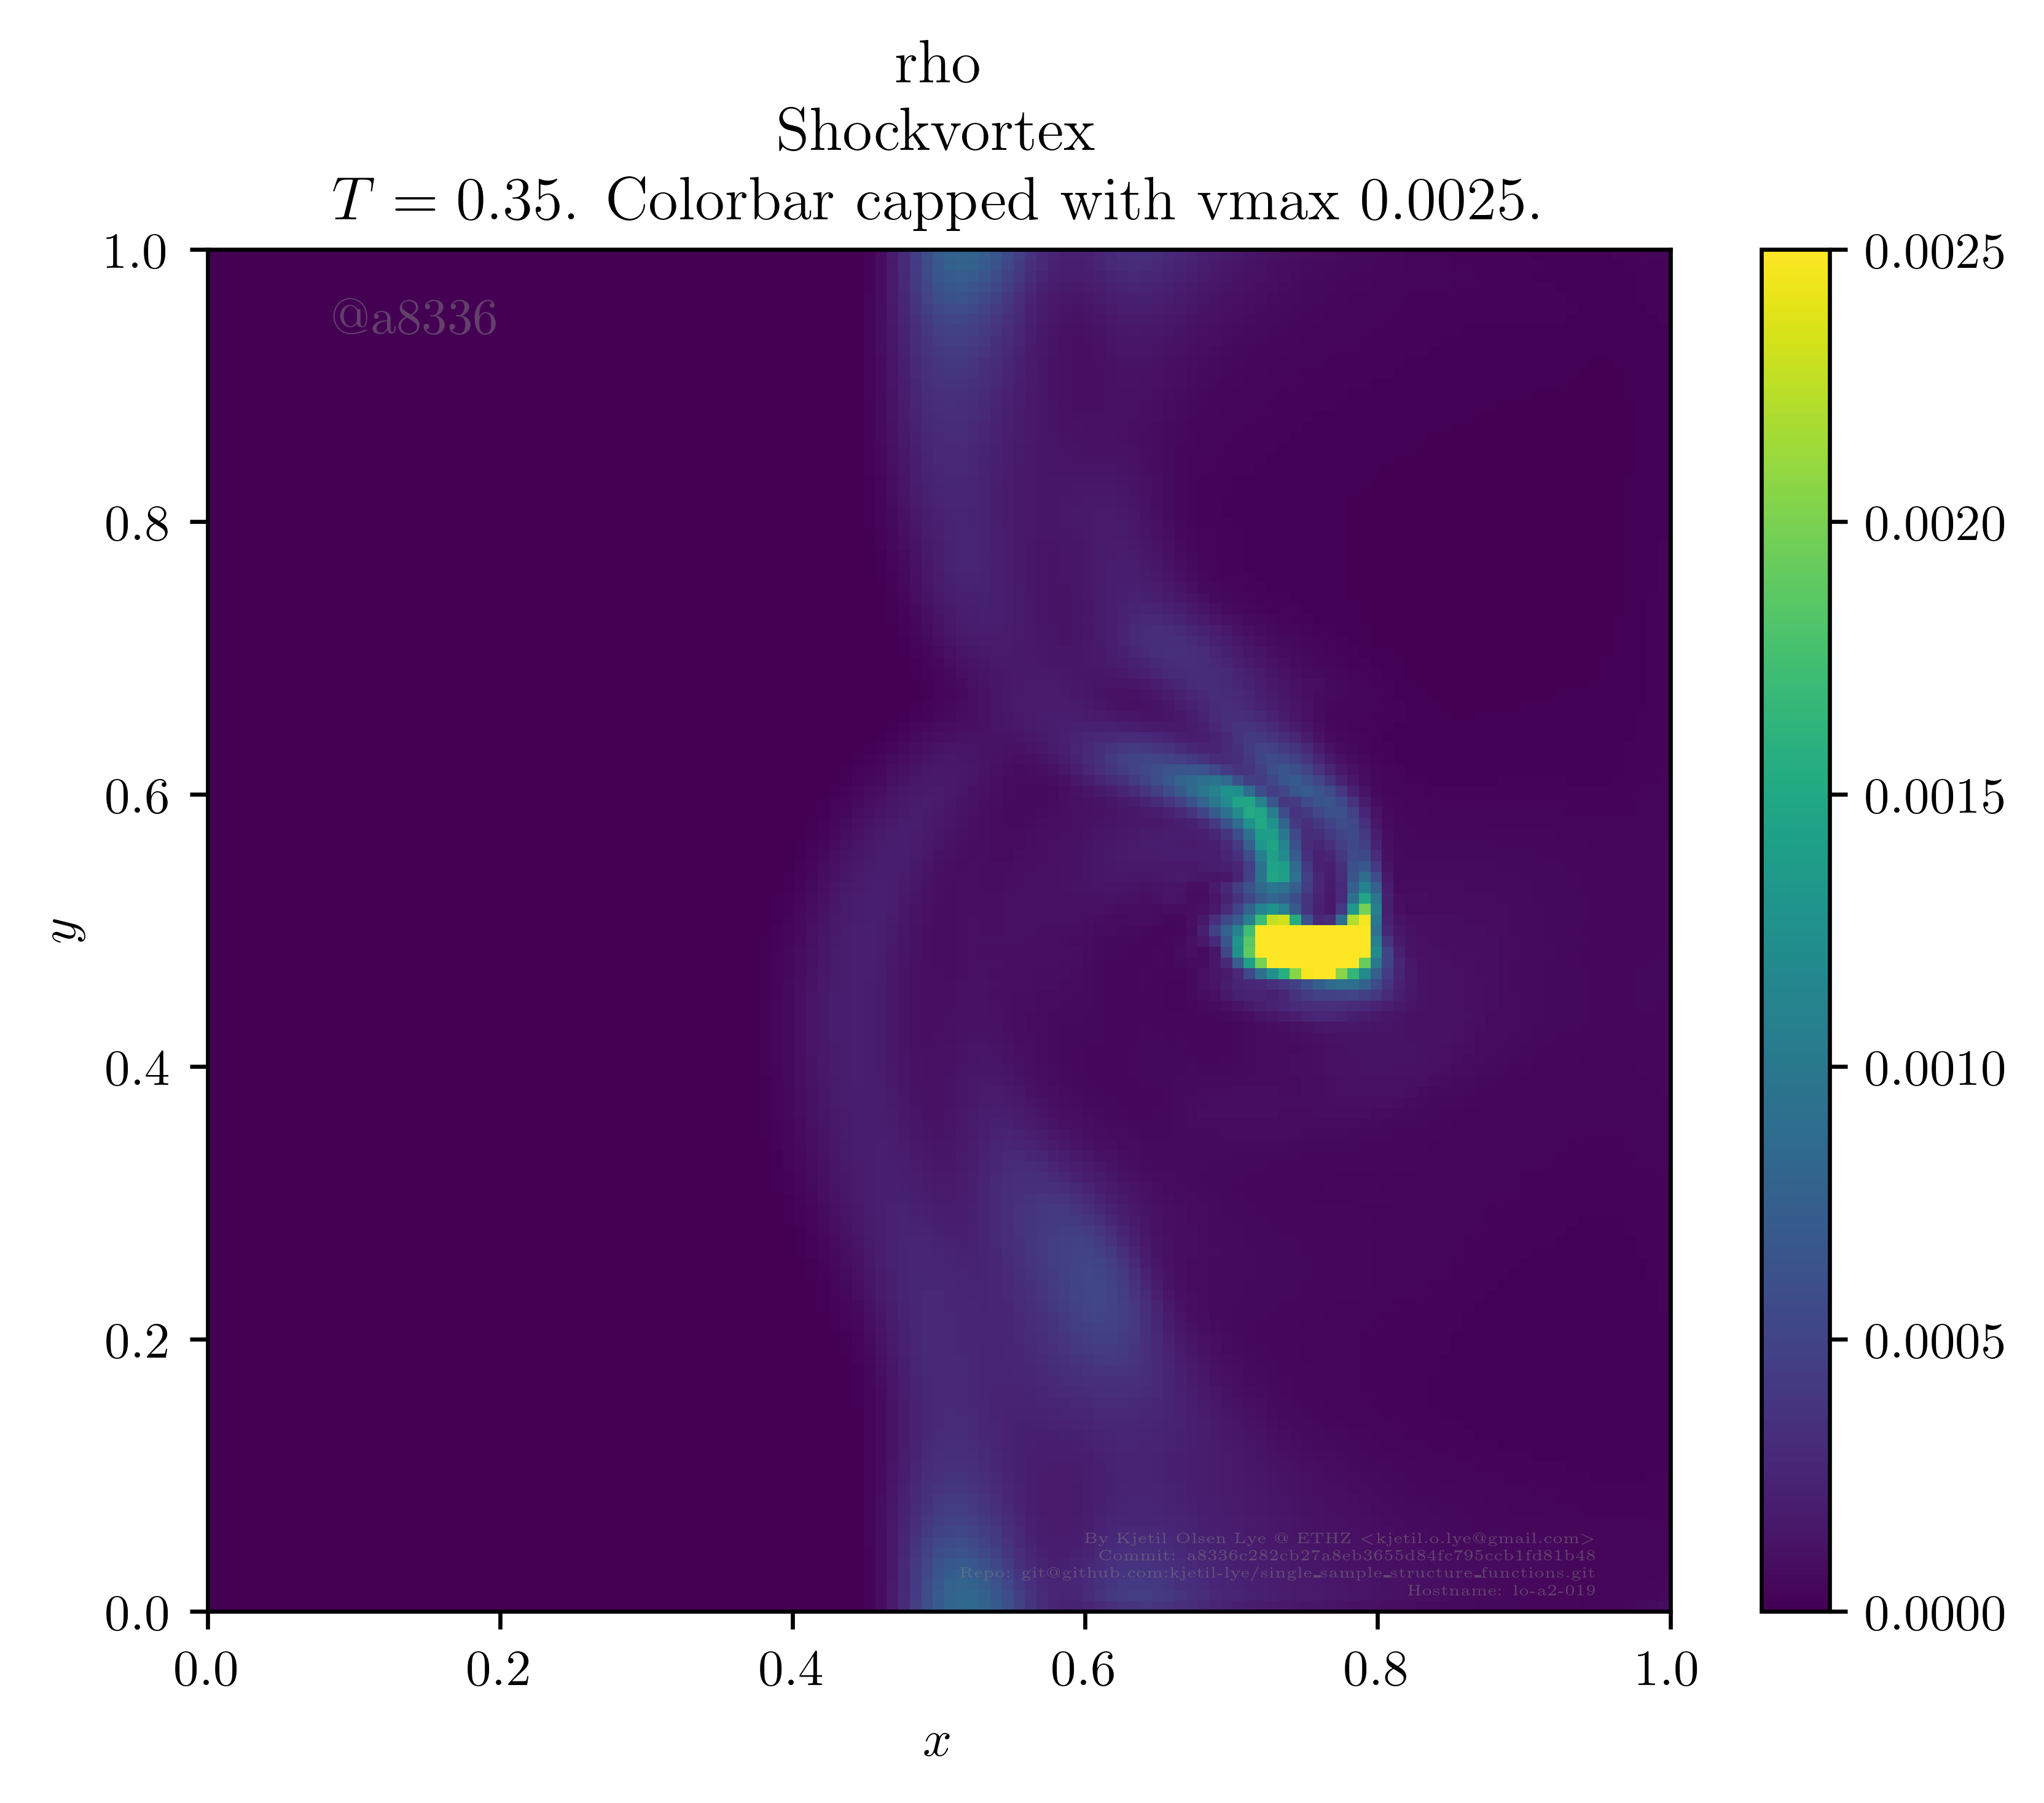 rho
Shockvortex
T = 0.35. Colorbar capped with vmax 0.0025.
@a8336
1.0
0.8
0.6
0.4
0.2
0.0
y
0.0 0.2 0.4 0.6 0.8 1.0
x
0.0025
0.0020
0.0015
0.0010
0.0005
0.0000
By Kjetil Olsen Lye @ ETHZ <kjetil.o.lye@gmail.com>
Commit: a8336c282cb27a8eb3655d84fc795ccb1fd81b48
Repo: git@github.com:kjetil-lye/single_sample_structure_functions.git
Hostname: lo-a2-019